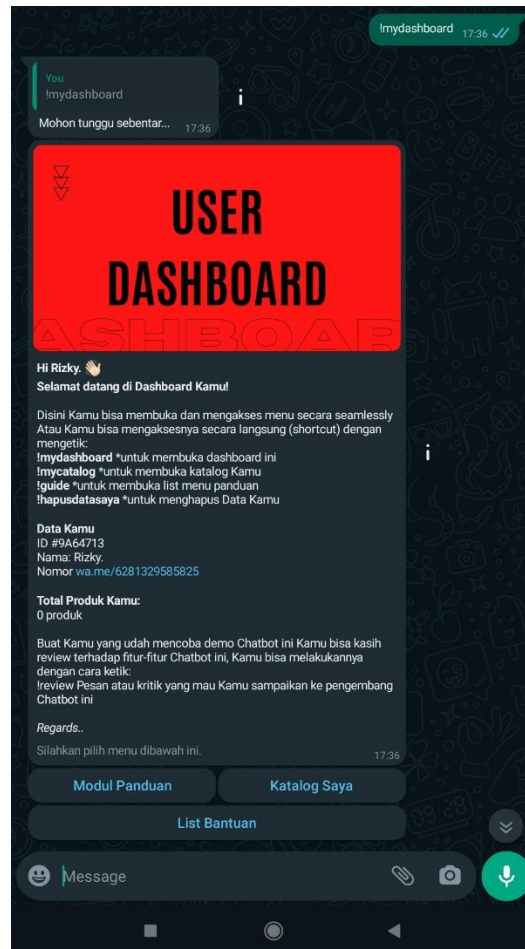 !mydashboard 17:36
You
!mydashboard
Mohon tunggu sebentar... 17:36
USER
DASHBOARD
ASHBOAR
Hi Rizky. 👋🏻
Selamat datang di Dashboard Kamu!
Disini Kamu bisa membuka dan mengakses menu secara seamlessly
Atau Kamu bisa mengaksesnya secara langsung (shortcut) dengan
mengetik:
!mydashboard *untuk membuka dashboard ini
!mycatalog *untuk membuka katalog Kamu
!guide *untuk membuka list menu panduan
!hapusdatasaya *untuk menghapus Data Kamu
Data Kamu
ID #9A64713
Nama: Rizky.
Nomor wa.me/6281329585825
Total Produk Kamu:
0 produk
Buat Kamu yang udah mencoba demo Chatbot ini Kamu bisa kasih
review terhadap fitur-fitur Chatbot ini, Kamu bisa melakukannya
dengan cara ketik:
!review Pesan atau kritik yang mau Kamu sampaikan ke pengembang
Chatbot ini
Regards..
Silahkan pilih menu dibawah ini. 17:36
Modul Panduan
Katalog Saya
List Bantuan
Message